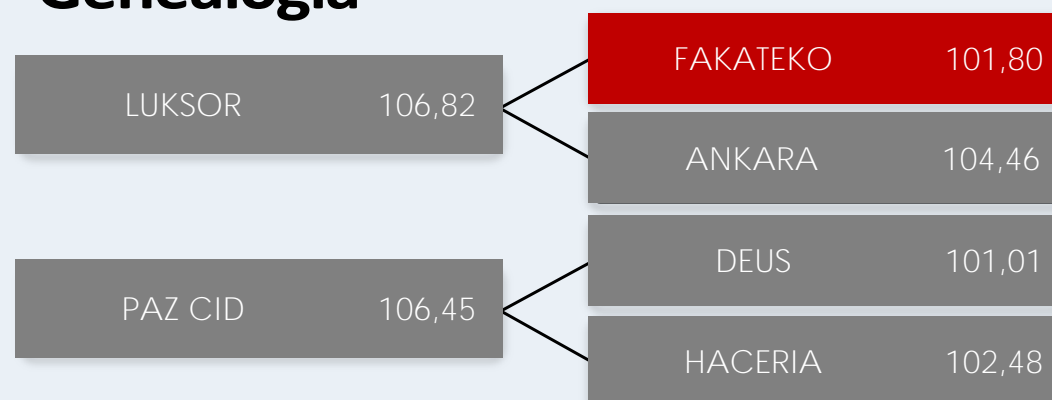 Genealogía
FAKATEKO 101,80
LUKSOR 106,82
ANKARA 104,46
DEUS 101,01
PAZ CID 106,45
HACERIA 102,48